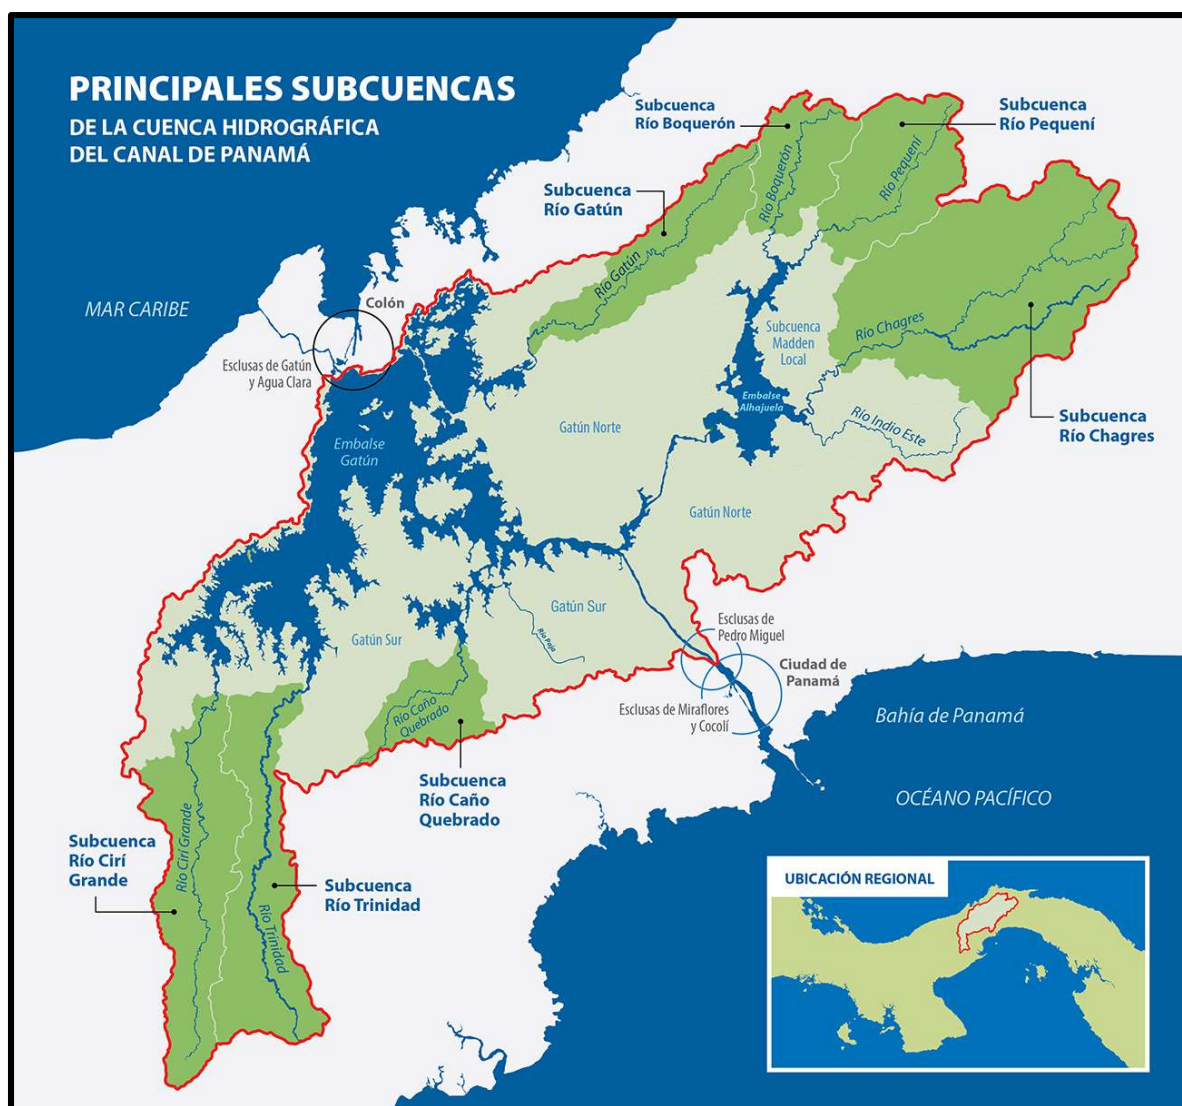 PRINCIPALES SUBCUENCAS
DE LA CUENCA HIDROGRÁFICA
DEL CANAL DE PANAMÁ
Subcuenca
Río Boquerón
Subcuenca
Río Pequení
Subcuenca
Río Gatún
Río Boquerón
Río Pequení
Río Gatún
MAR CARIBE
Colón
Esclusas de Gatún
y Agua Clara
Subcuenca
Madden
Local
Río Chagres
Embalse
Alhajuela
Río Indio Este
Subcuenca
Río Chagres
Embalse
Gatún
Gatún Norte
Gatún Norte
Gatún Sur
Gatún Sur
Río Paja
Esclusas de
Pedro Miguel
Ciudad de
Panamá
Esclusas de Miraflores
y Cocolí
Bahía de Panamá
OCÉANO PACÍFICO
Río Caño
Quebrado
Subcuenca
Río Caño
Quebrado
Río Cirí Grande
Subcuenca
Río Cirí
Grande
Subcuenca
Río Trinidad
Río Trinidad
UBICACIÓN REGIONAL